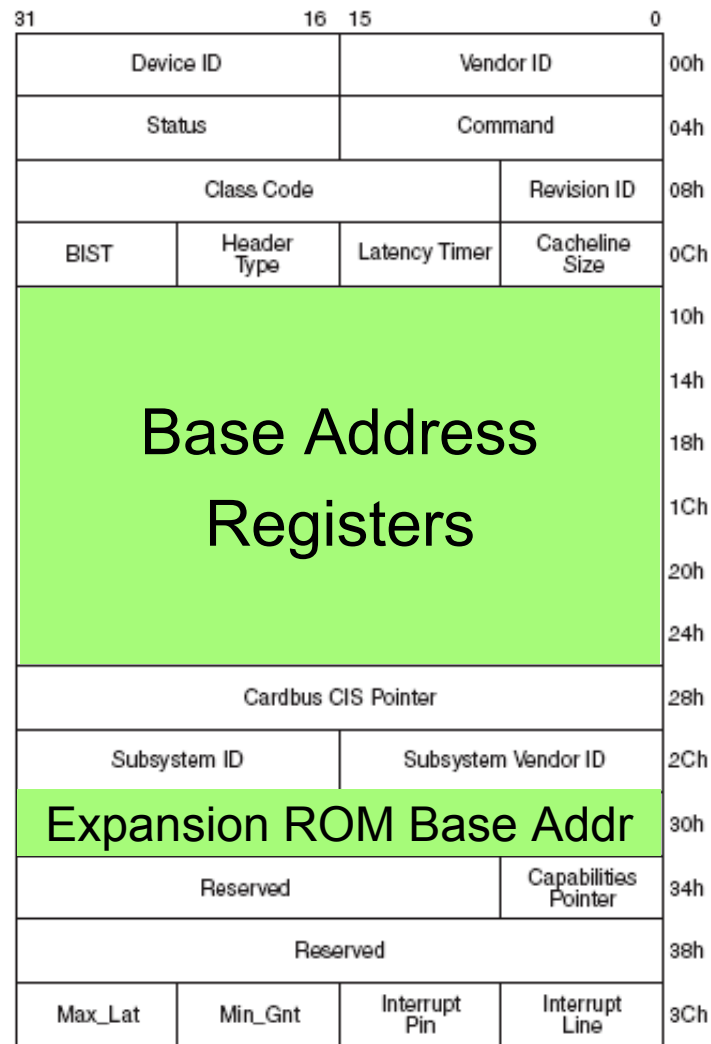 31 16 15 0
Device ID Vendor ID 00h
Status Command 04h
Class Code Revision ID 08h
BIST Header Type Latency Timer Cacheline Size 0Ch
10h
14h
Base Address
18h
Registers
1Ch
20h
24h
Cardbus CIS Pointer 28h
Subsystem ID Subsystem Vendor ID 2Ch
Expansion ROM Base Addr 30h
Reserved Capabilities Pointer 34h
Reserved 38h
Max_Lat Min_Gnt Interrupt Pin Interrupt Line 3Ch